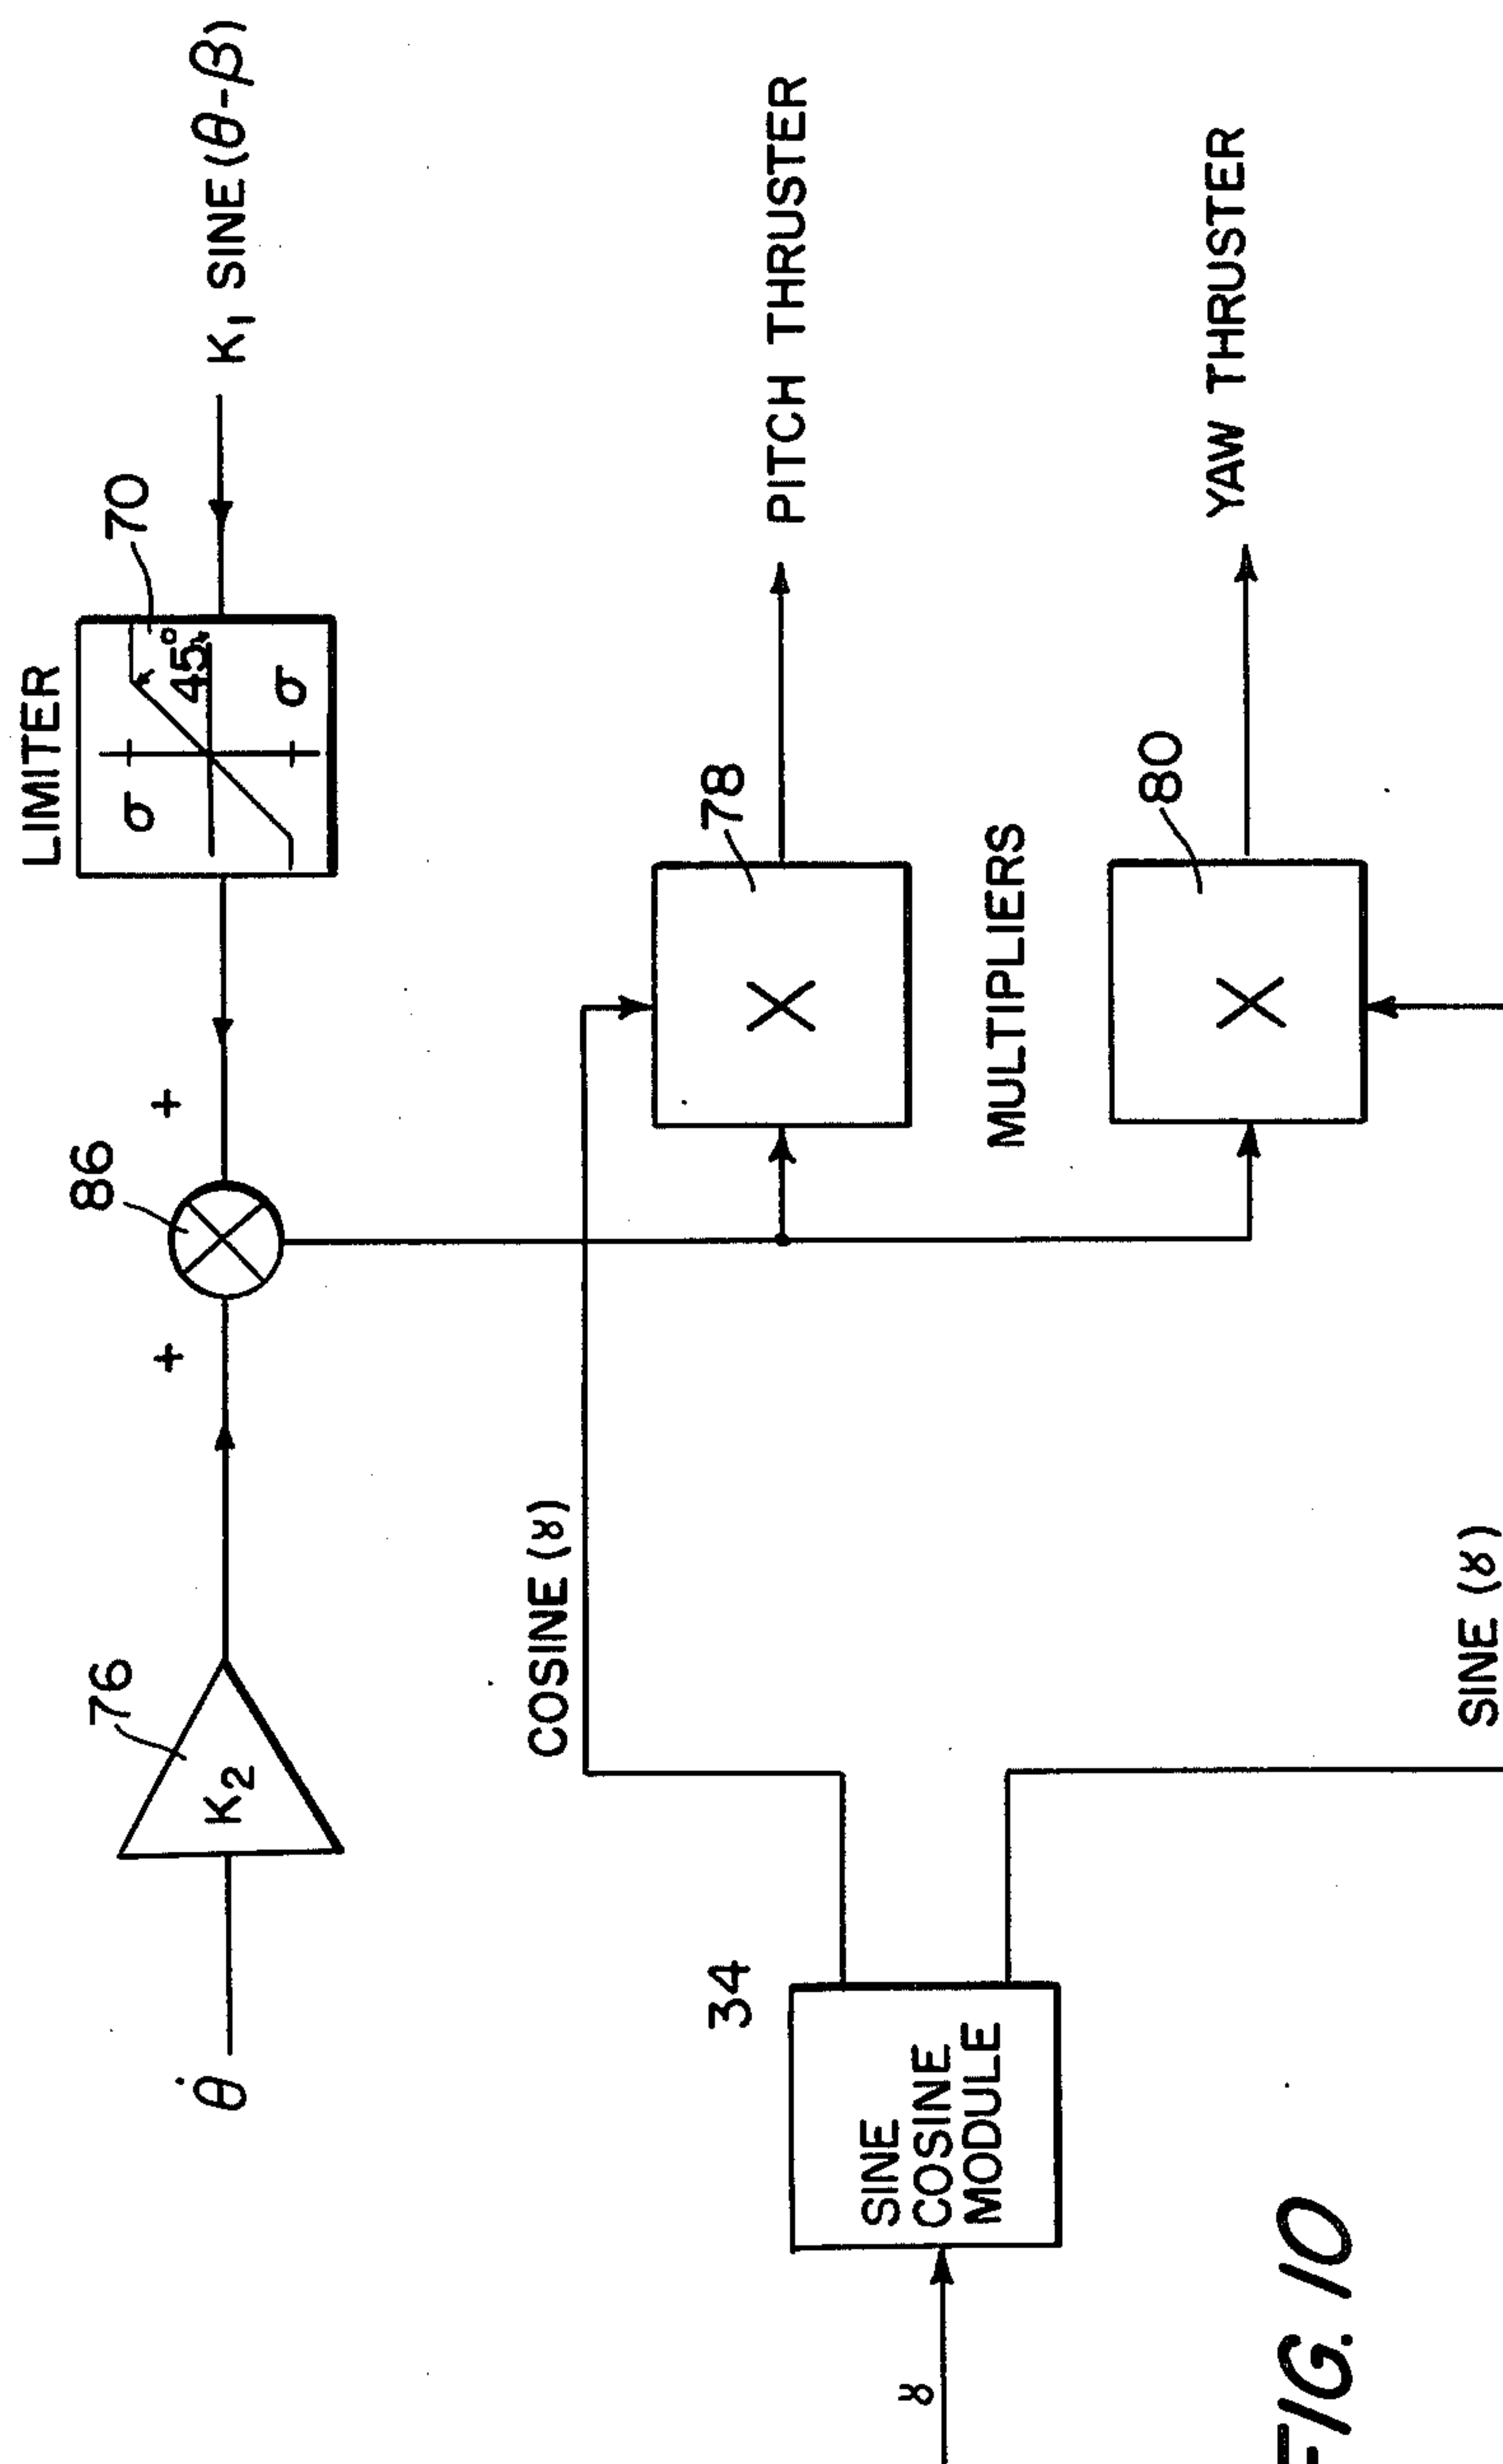 LIMITER
70
σ
45°
σ
K₁ SINE (θ-β)
86
+
+
76
K₂
θ̇
COSINE (γ)
78
X
PITCH THRUSTER
MULTIPLIERS
80
X
YAW THRUSTER
34
SINE
COSINE
MODULE
γ
SINE (γ)
FIG. 10